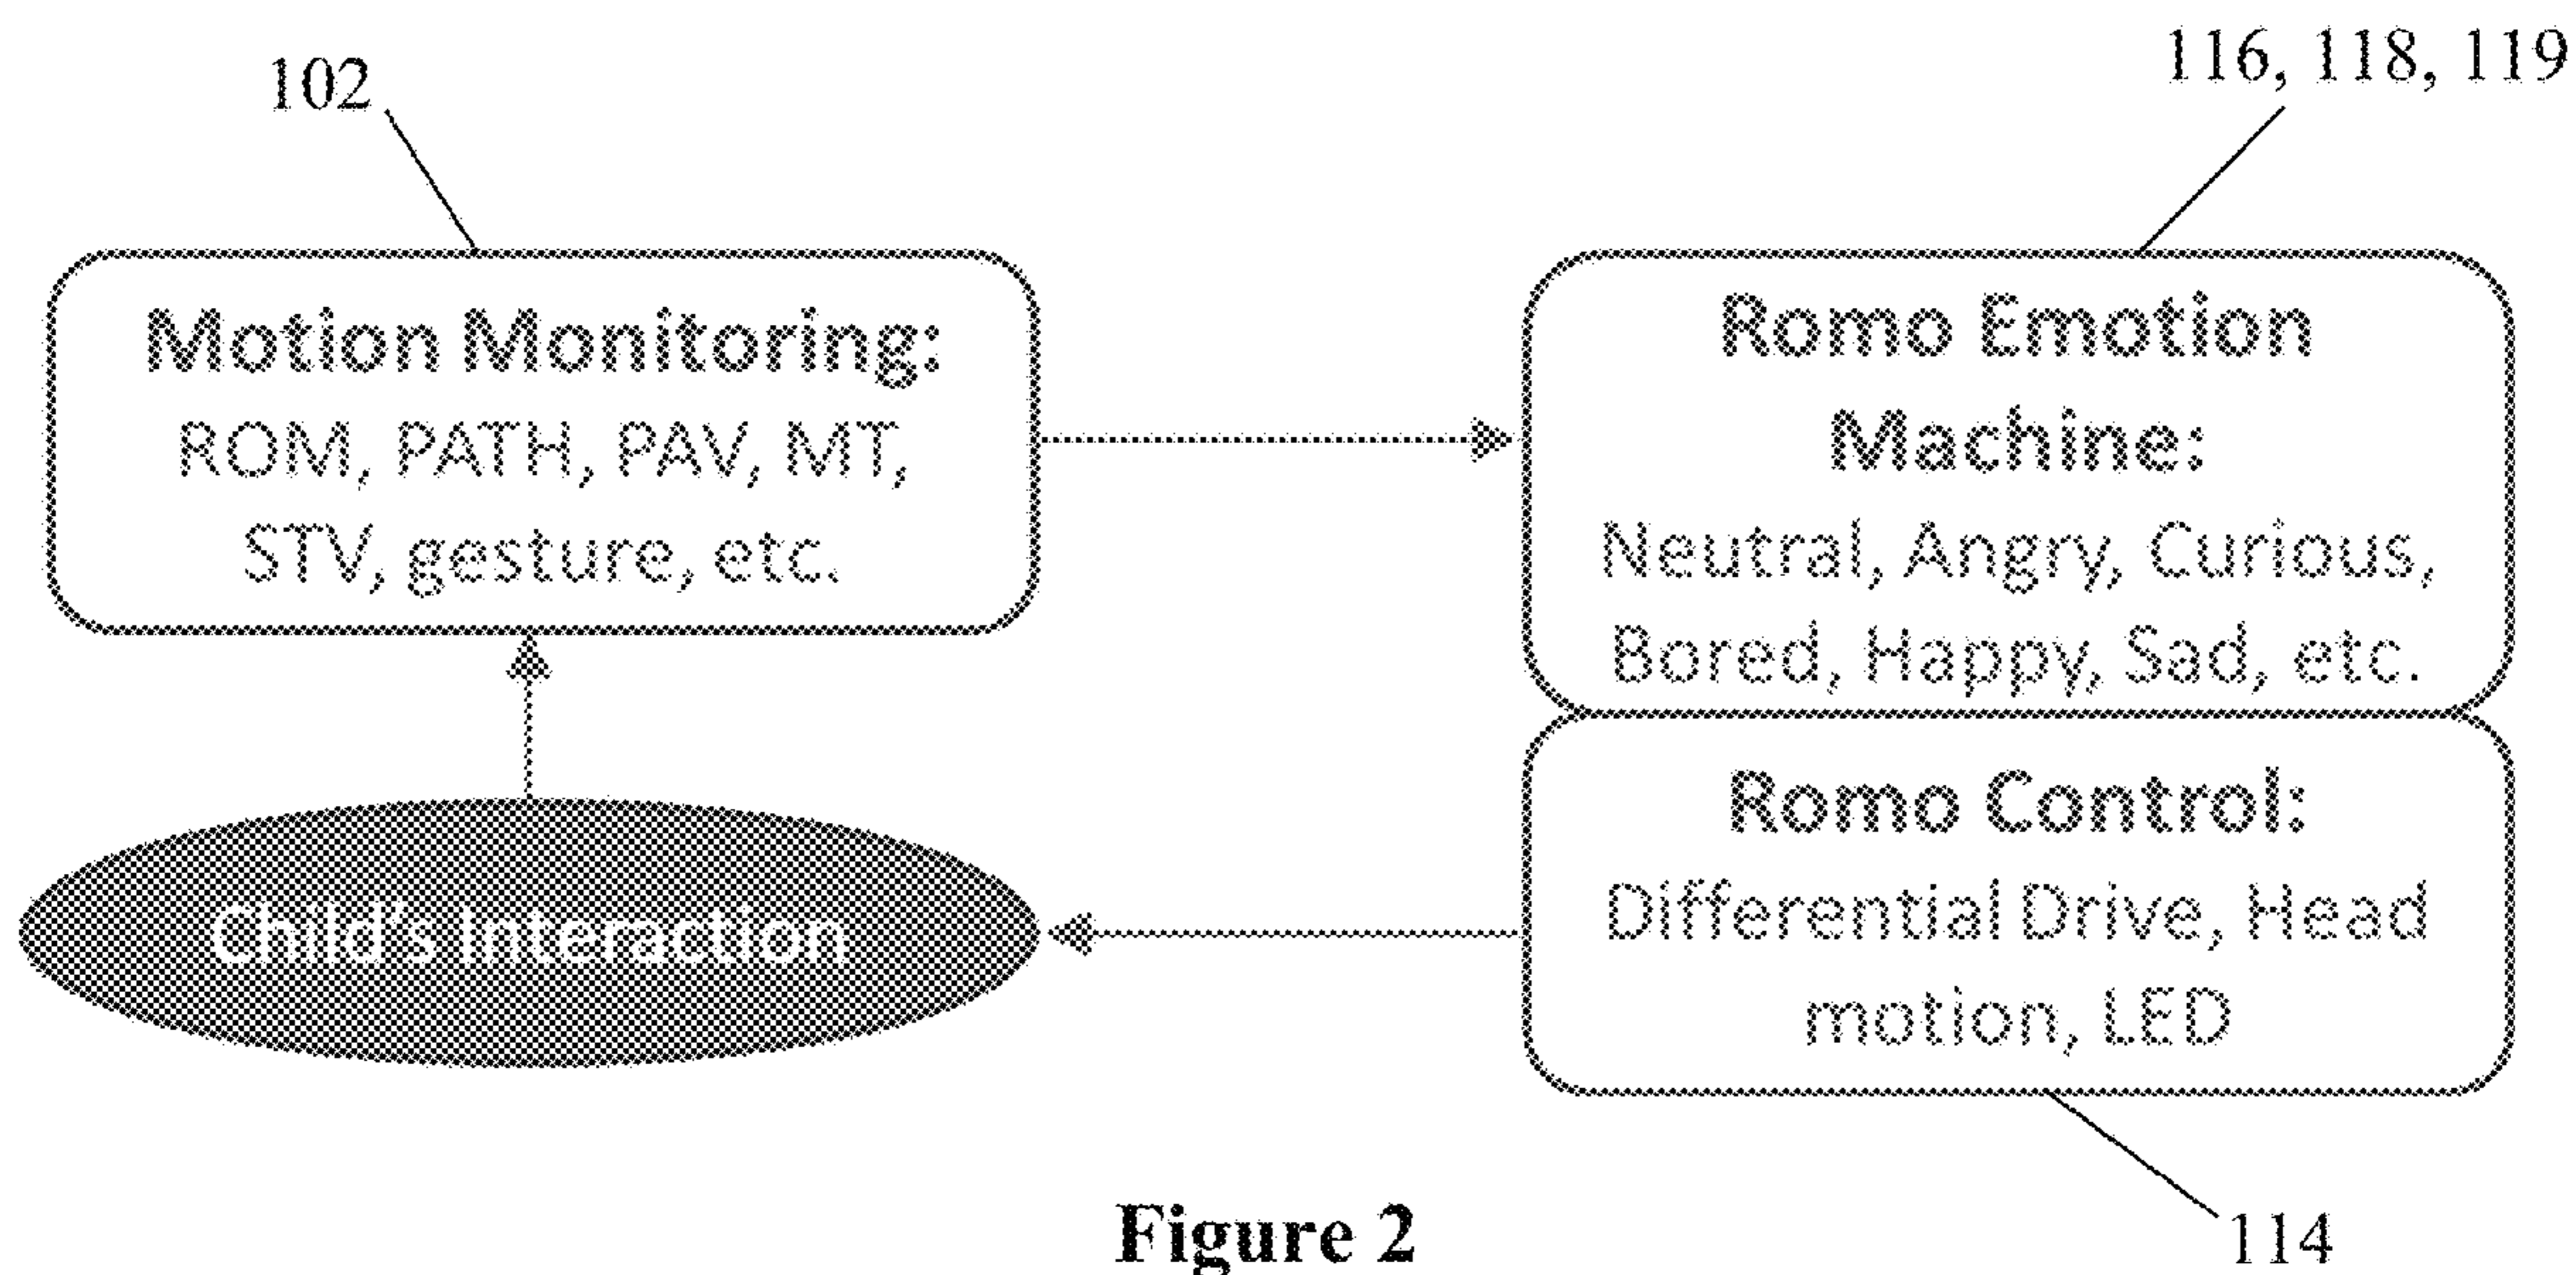 102
116, 118, 119
Motion Monitoring:
ROM, PATH, PAV, MT,
STV, gesture, etc.
Romo Emotion
Machine:
Neutral, Angry, Curious,
Bored, Happy, Sad, etc.
Child's Interaction
Romo Control:
Differential Drive, Head
motion, LED
114
Figure 2